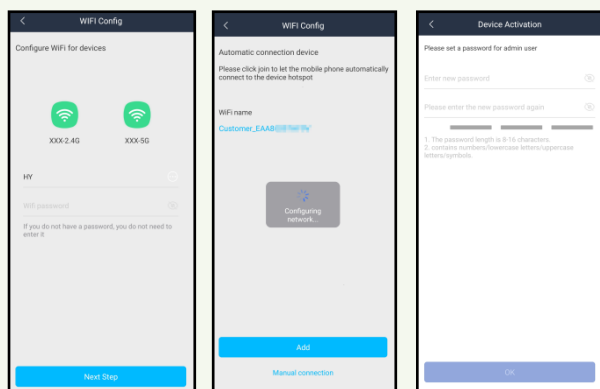 WIFI Config
Configure WiFi for devices
XXX-2.4G
XXX-5G
HY
Wifi password
If you do not have a password, you do not need to
enter it
Next Step
WIFI Config
Automatic connection device
Please click join to let the mobile phone automatically
connect to the device hotspot
WiFi name
Customer_EAAB
Configuring
network...
Add
Manual connection
Device Activation
Please set a password for admin user
Enter new password
Please enter the new password again
1. The password length is 8-16 characters.
2. contains numbers/lowercase letters/uppercase
letters/symbols.
OK